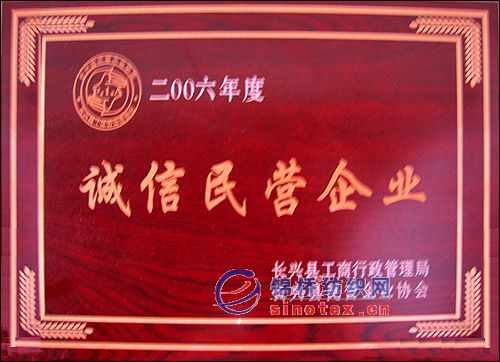 二00六年度
诚信民营企业
长兴县工商行政管理局
锦桥纺织网
协会
sinotex.cn